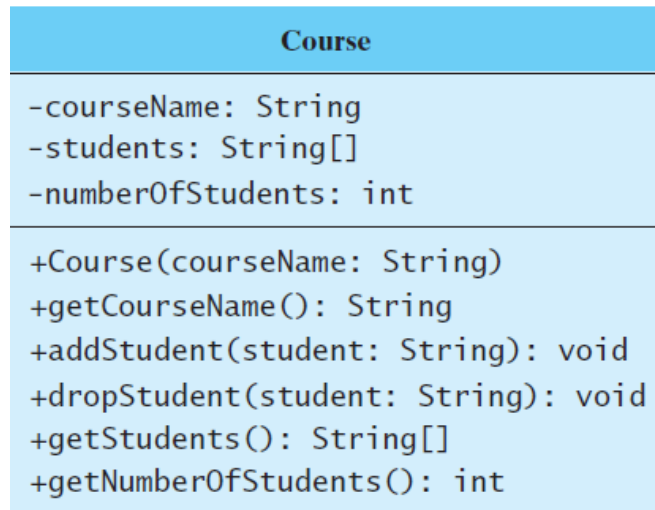 Course
-courseName: String
-students: String[]
-numberOfStudents: int
+Course(courseName: String)
+getCourseName(): String
+addStudent(student: String): void
+dropStudent(student: String): void
+getStudents(): String[]
+getNumberOfStudents(): int